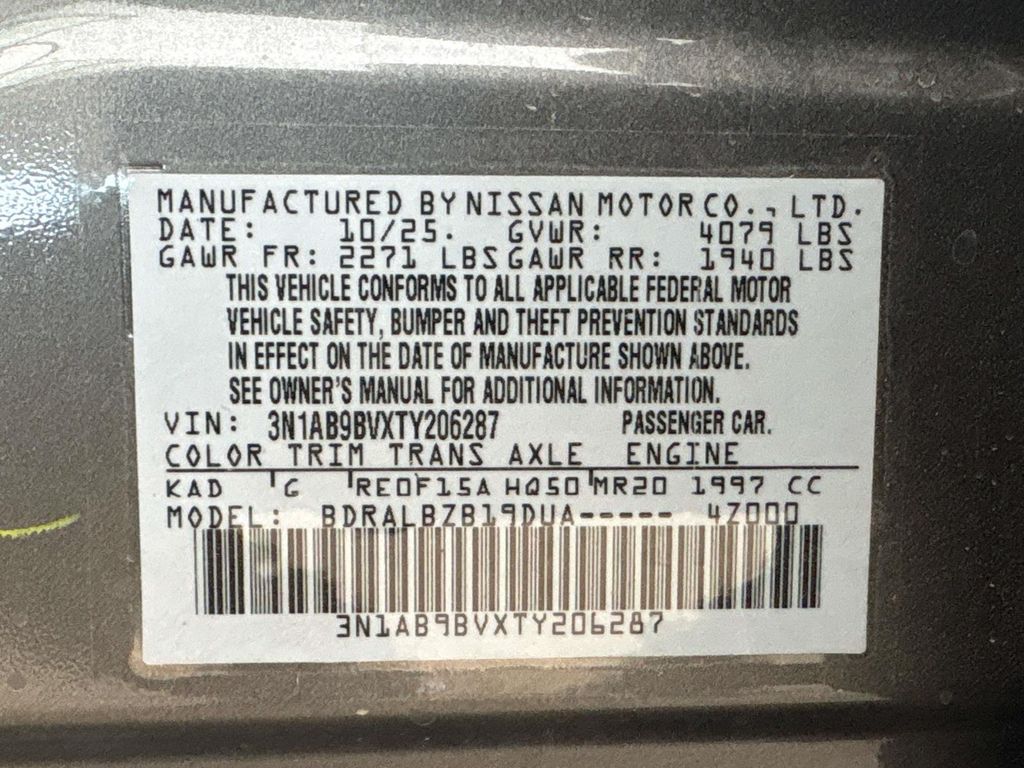 MANUFACTURED BY NISSAN MOTOR CO., LTD.
DATE: 10/25. GVWR: 4079 LBS
GAWR FR: 2271 LBS GAWR RR: 1940 LBS
THIS VEHICLE CONFORMS TO ALL APPLICABLE FEDERAL MOTOR
VEHICLE SAFETY, BUMPER AND THEFT PREVENTION STANDARDS
IN EFFECT ON THE DATE OF MANUFACTURE SHOWN ABOVE.
SEE OWNER'S MANUAL FOR ADDITIONAL INFORMATION.
VIN: 3N1AB9BVXTY206287 PASSENGER CAR.
COLOR TRIM TRANS AXLE ENGINE
KAD G RE0F15A HQ50 MR20 1997 CC
MODEL: BDRALBZB19DUA----- 4Z000
3N1AB9BVXTY206287